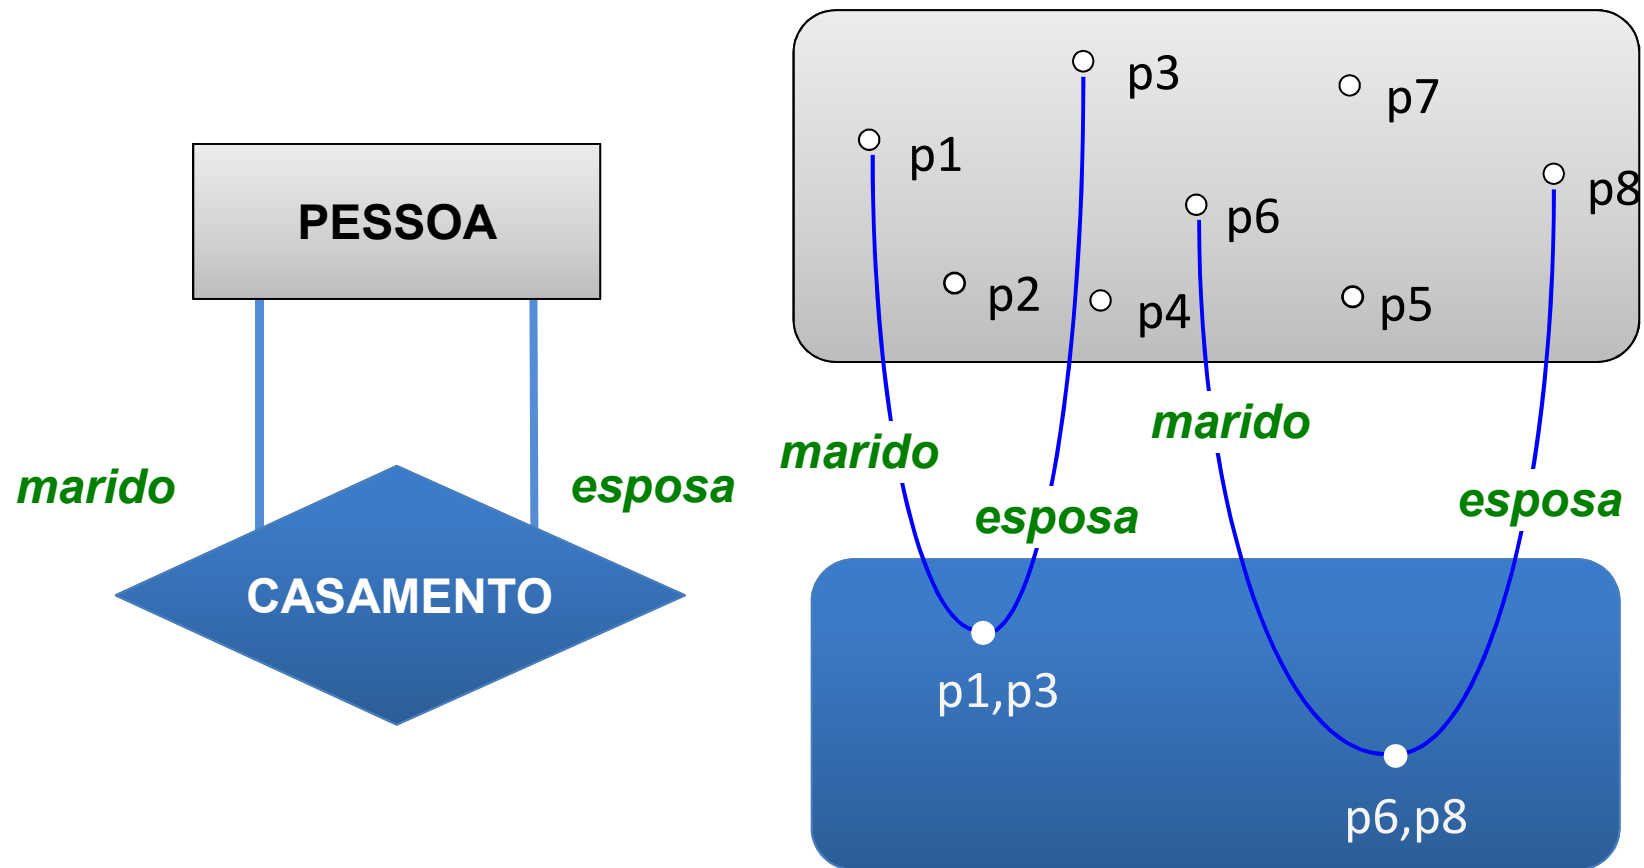 PESSOA
marido
esposa
CASAMENTO
p3
p7
p1
p8
p6
p2
p4
p5
marido
marido
esposa
esposa
p1,p3
p6,p8